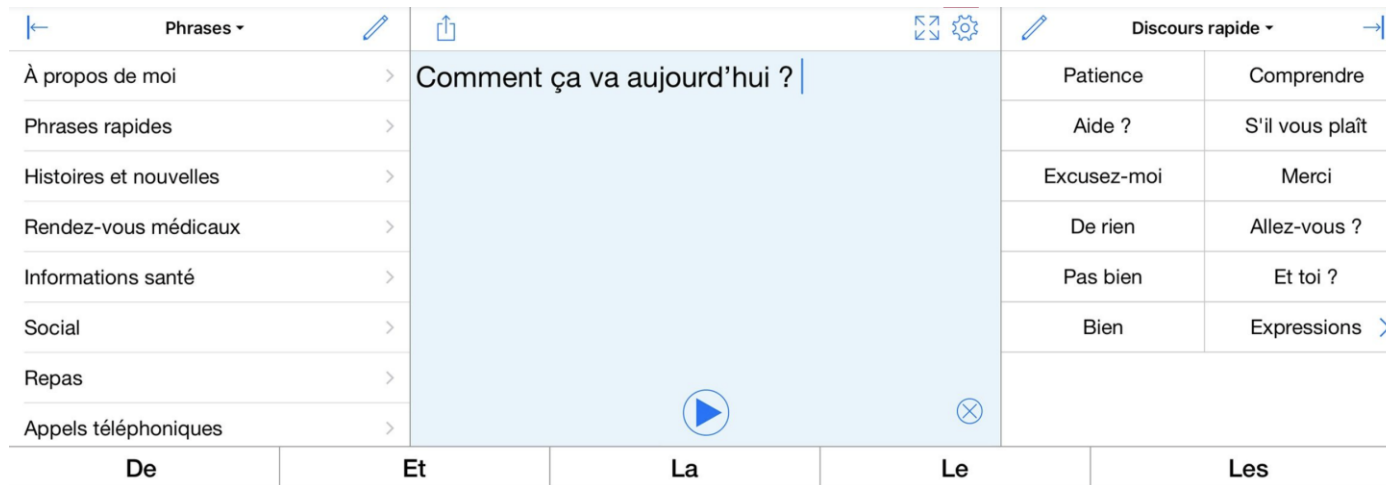 Phrases
À propos de moi
Phrases rapides
Histoires et nouvelles
Rendez-vous médicaux
Informations santé
Social
Repas
Appels téléphoniques
Comment ça va aujourd’hui ?
Discours rapide
Patience Comprendre
Aide ? S'il vous plaît
Excusez-moi Merci
De rien Allez-vous ?
Pas bien Et toi ?
Bien Expressions
De Et La Le Les